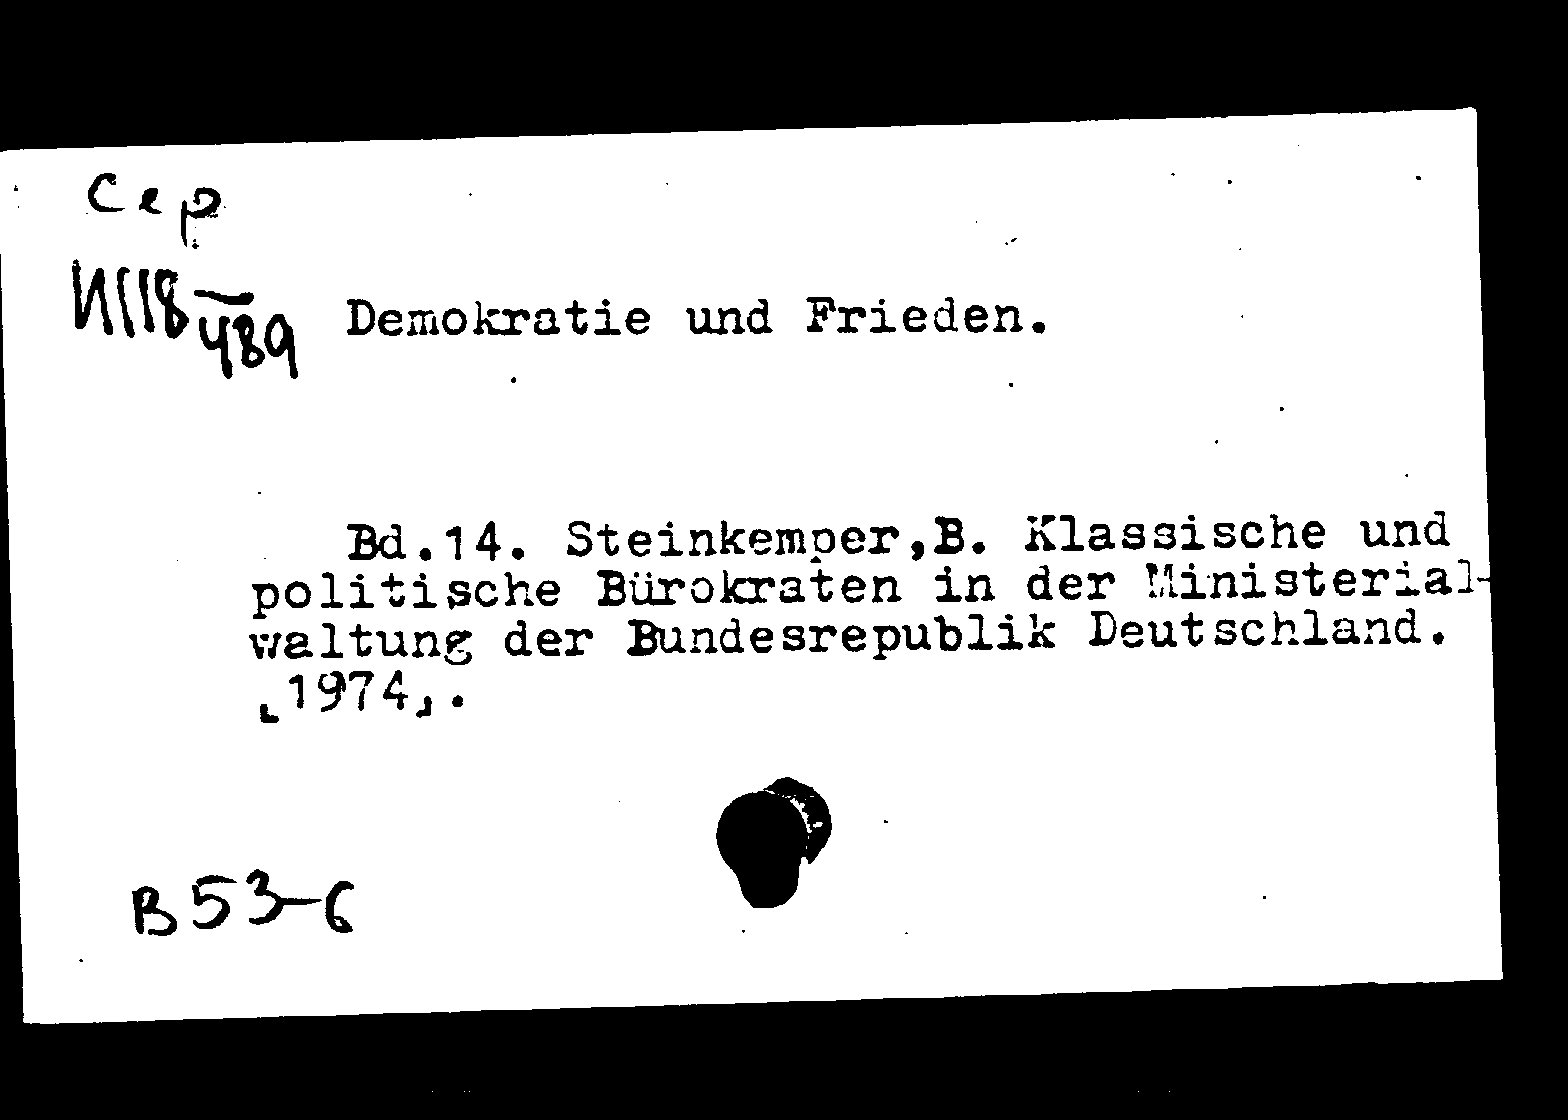 Сер
И118
489
Demokratie und Frieden.
Bd.14. Steinkemper,B. Klassische und
politische Bürokraten in der Ministerial-
waltung der Bundesrepublik Deutschland.
⌞1974⌟.
В53-6